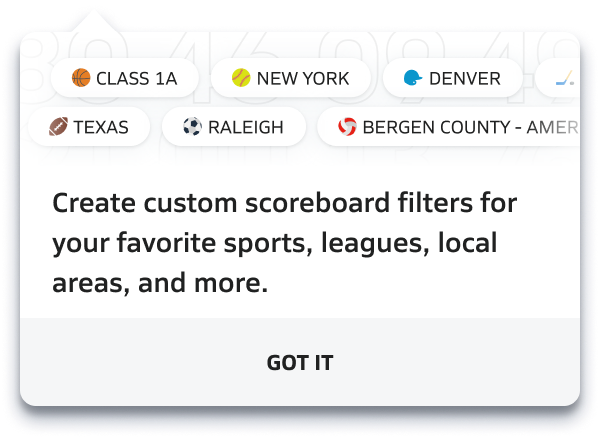 CLASS 1A NEW YORK DENVER
TEXAS RALEIGH BERGEN COUNTY - AMER
Create custom scoreboard filters for
your favorite sports, leagues, local
areas, and more.
GOT IT